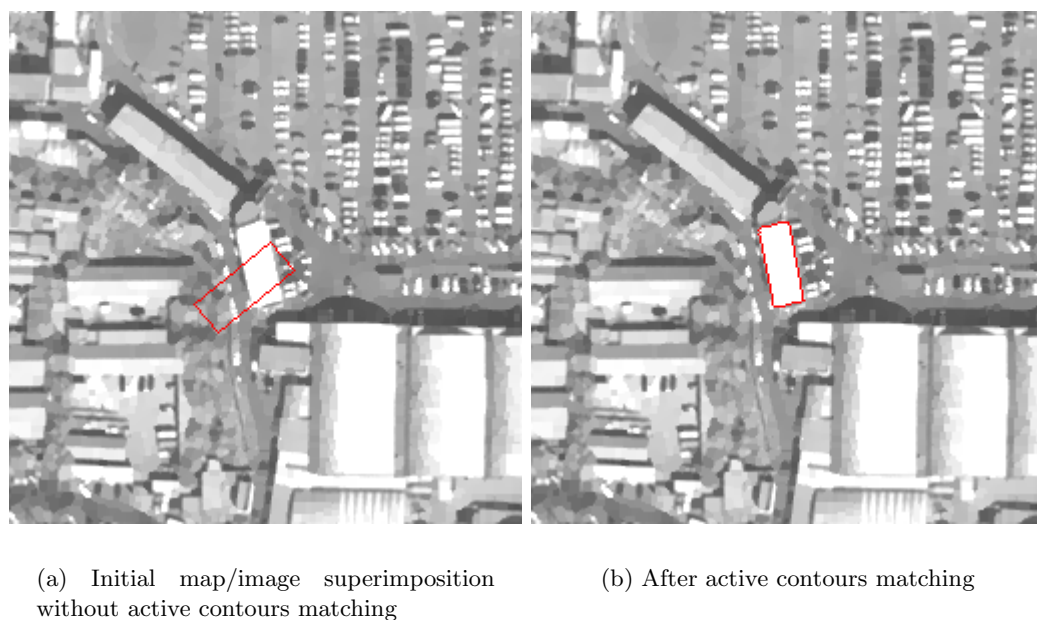 (a) Initial map/image superimposition
without active contours matching
(b) After active contours matching